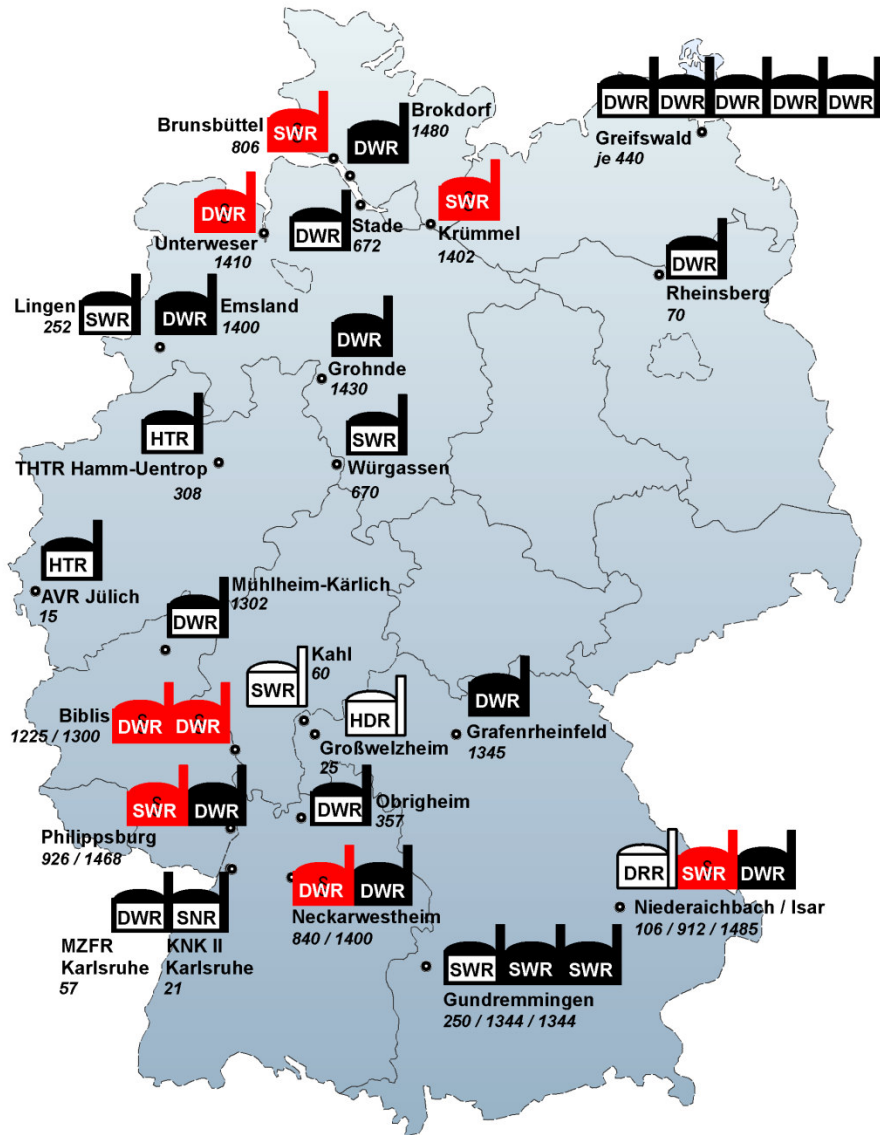 DWR DWR DWR DWR DWR
Greifswald
je 440
Brunsbüttel
806
SWR
Brokdorf
1480
DWR
DWR
Unterweser
1410
DWR
Stade
672
SWR
Krümmel
1402
DWR
Rheinsberg
70
Lingen
252
SWR
DWR
Emsland
1400
DWR
Grohnde
1430
HTR
THTR Hamm-Uentrop
308
SWR
Würgassen
670
HTR
AVR Jülich
15
Mühlheim-Kärlich
1302
DWR
Kahl
60
SWR
HDR
Großwelzheim
25
DWR
Grafenrheinfeld
1345
Biblis
1225 / 1300
DWR DWR
SWR DWR
Philippsburg
926 / 1468
DWR
Obrigheim
357
DWR DWR
Neckarwestheim
840 / 1400
DRR SWR DWR
Niederaichbach / Isar
106 / 912 / 1485
DWR SNR
MZFR
Karlsruhe
57
KNK II
Karlsruhe
21
SWR SWR SWR
Gundremmingen
250 / 1344 / 1344